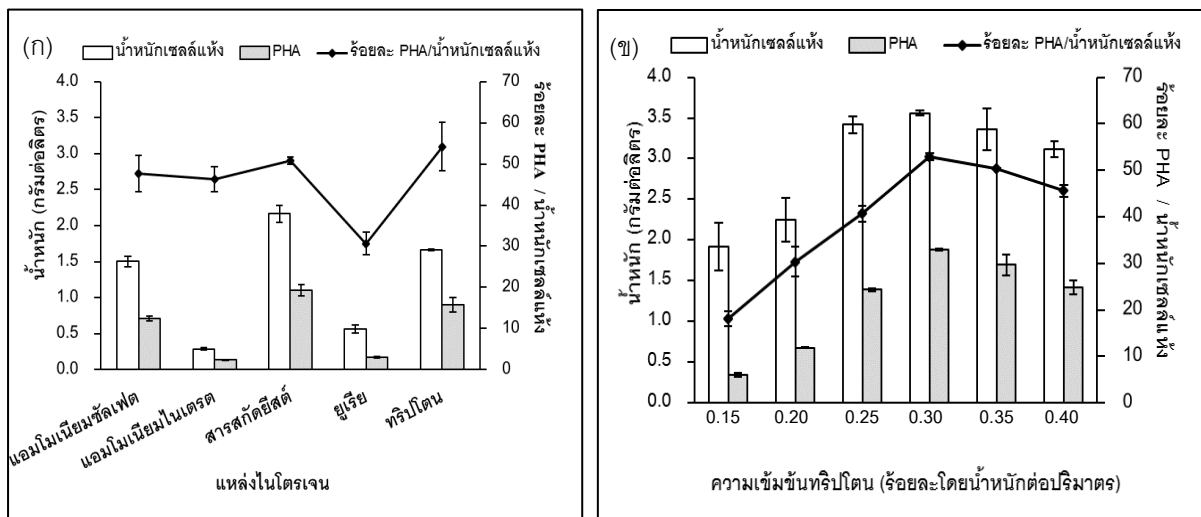 (ก)
น้ำหนักเซลล์แห้ง PHA ร้อยละ PHA/น้ำหนักเซลล์แห้ง
น้ำหนัก (กรัมต่อลิตร)
4.0
3.5
3.0
2.5
2.0
1.5
1.0
0.5
0.0
70
60
50
40
30
20
10
0
ร้อยละ PHA / น้ำหนักเซลล์แห้ง
แอมโมเนียมซัลเฟต
แอมโมเนียมไนเตรต
สารสกัดยีสต์
ยูเรีย
ทริปโตน
แหล่งไนโตรเจน
(ข)
น้ำหนักเซลล์แห้ง PHA ร้อยละ PHA/น้ำหนักเซลล์แห้ง
น้ำหนัก (กรัมต่อลิตร)
4.0
3.5
3.0
2.5
2.0
1.5
1.0
0.5
0.0
70
60
50
40
30
20
10
0
ร้อยละ PHA / น้ำหนักเซลล์แห้ง
0.15 0.20 0.25 0.30 0.35 0.40
ความเข้มข้นทริปโตน (ร้อยละโดยน้ำหนักต่อปริมาตร)